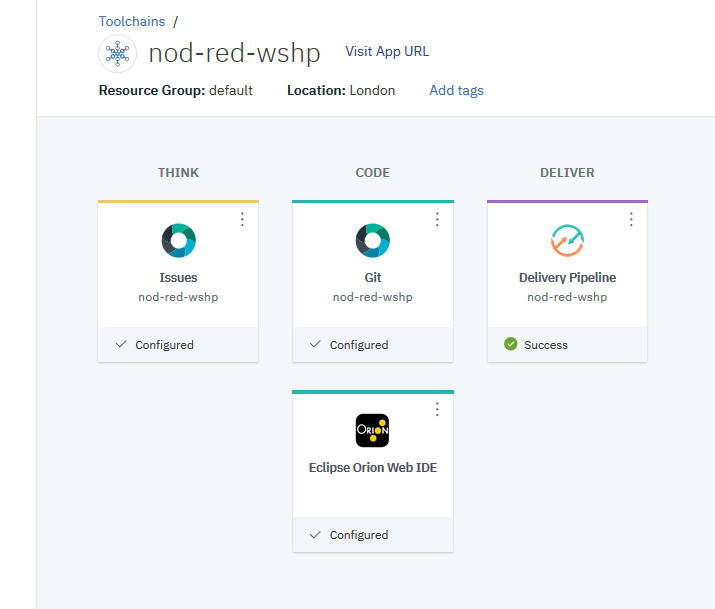 Toolchains /
nod-red-wshp Visit App URL
Resource Group: default Location: London Add tags
THINK CODE DELIVER
Issues Git Delivery Pipeline
nod-red-wshp nod-red-wshp nod-red-wshp
Configured Configured Success
ORION
Eclipse Orion Web IDE
Configured